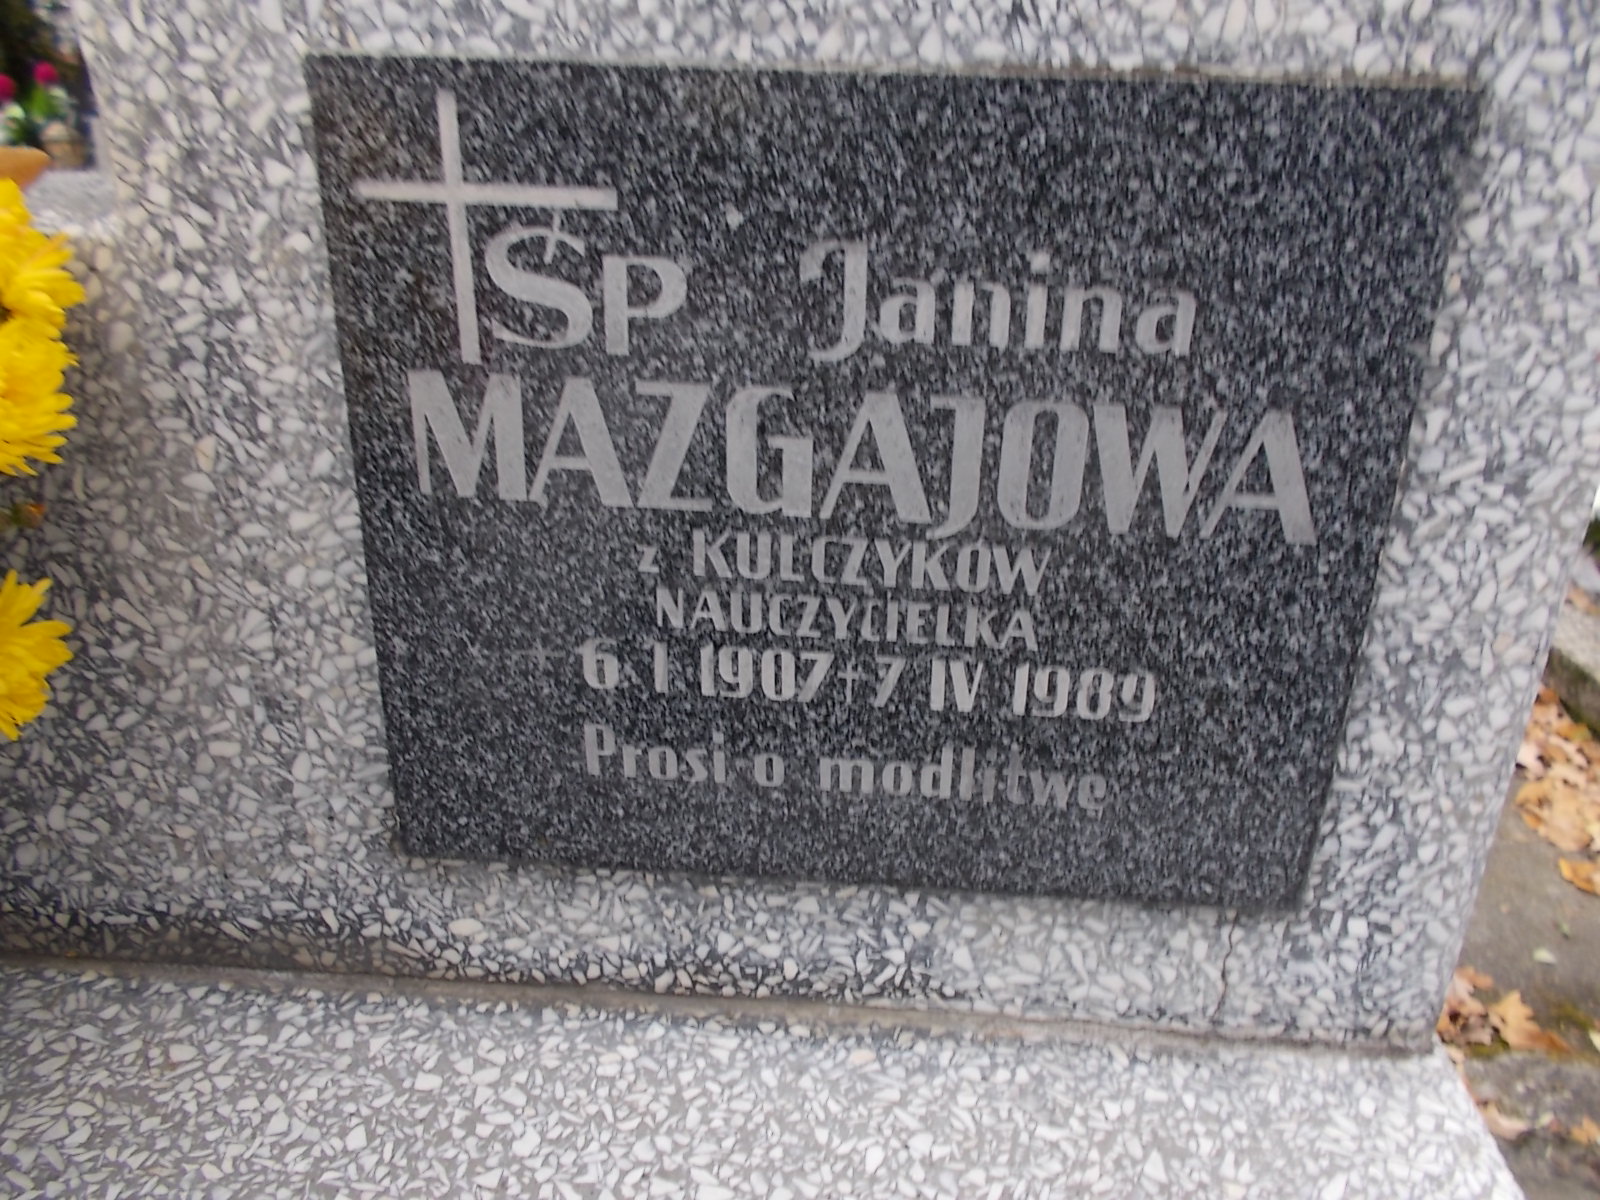 ŚP Janina
MAZGAJOWA
z KULCZYKÓW
NAUCZYCIELKA
* 6 I 1907 † 7 IV 1989
Prosi o modlitwę